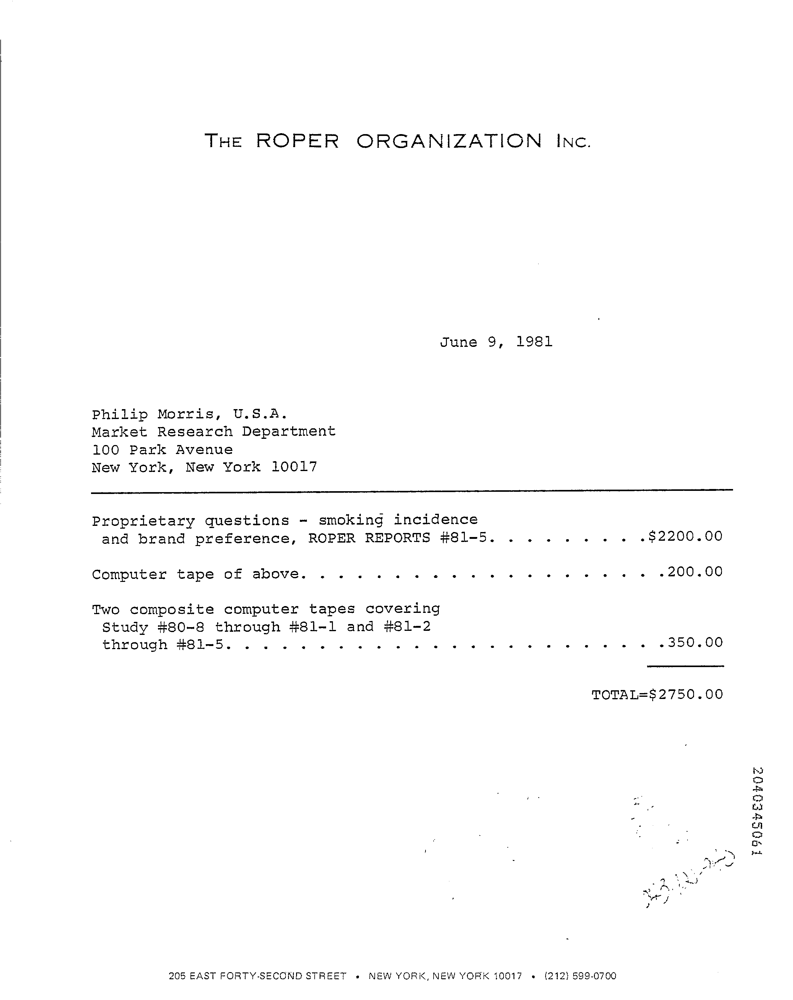 THE ROPER ORGANIZATION INC.
June 9, 1981
Philip Morris, U.S.A.
Market Research Department
100 Park Avenue
New York, New York 10017
Proprietary questions - smoking incidence
and brand preference, ROPER REPORTS #81-5. . . . . . . . . .$2200.00
Computer tape of above. . . . . . . . . . . . . . . . . . . . .200.00
Two composite computer tapes covering
Study #80-8 through #81-1 and #81-2
through #81-5. . . . . . . . . . . . . . . . . . . . . . . . . .350.00
TOTAL=$2750.00
2040345061
205 EAST FORTY-SECOND STREET • NEW YORK, NEW YORK 10017 • (212) 599-0700